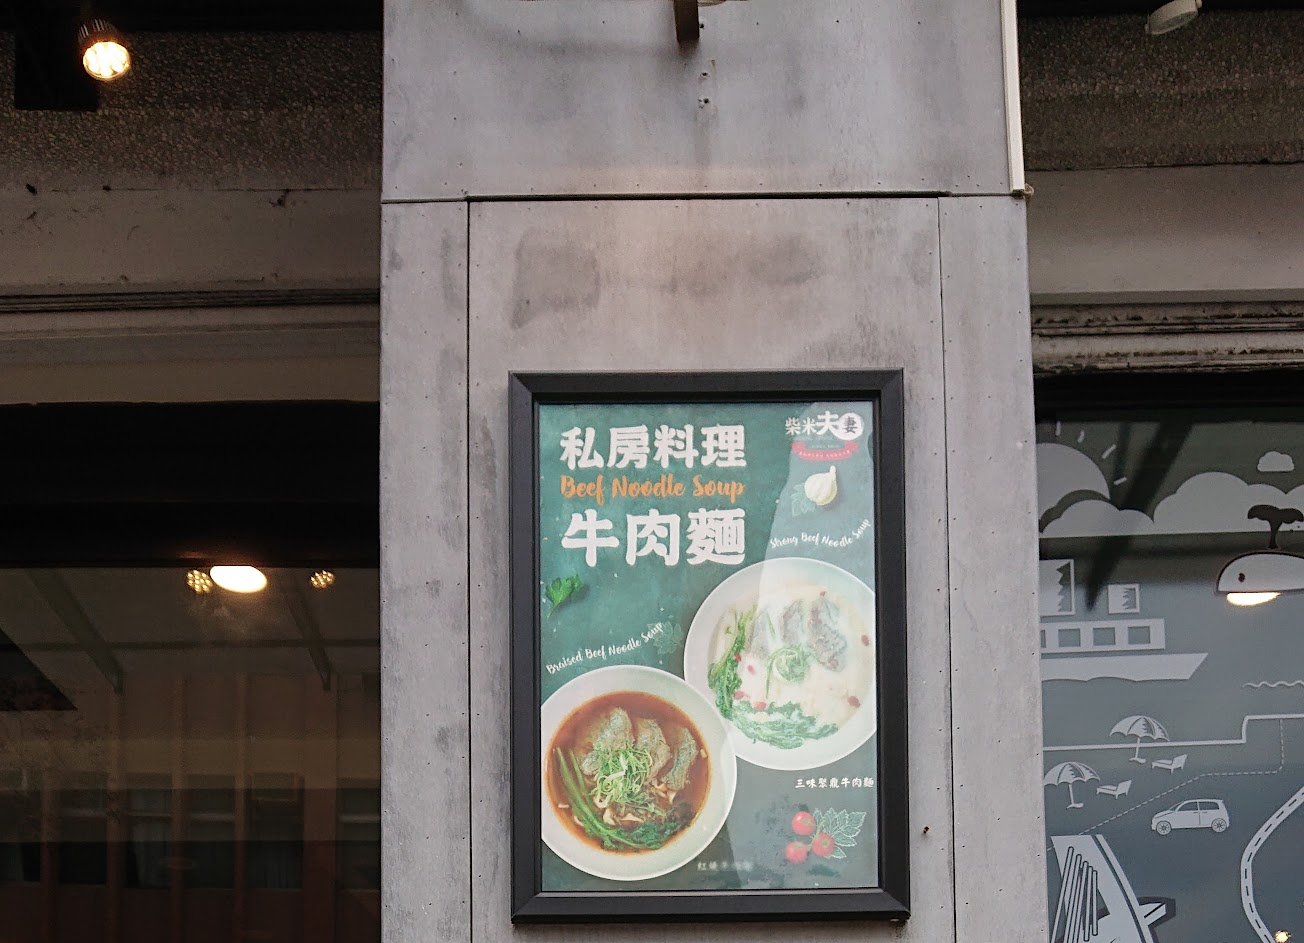 私房料理
柴米夫妻
Beef Noodle Soup
牛肉麵
Strong Beef Noodle Soup
Braised Beef Noodle Soup
三味聚鼎牛肉麵